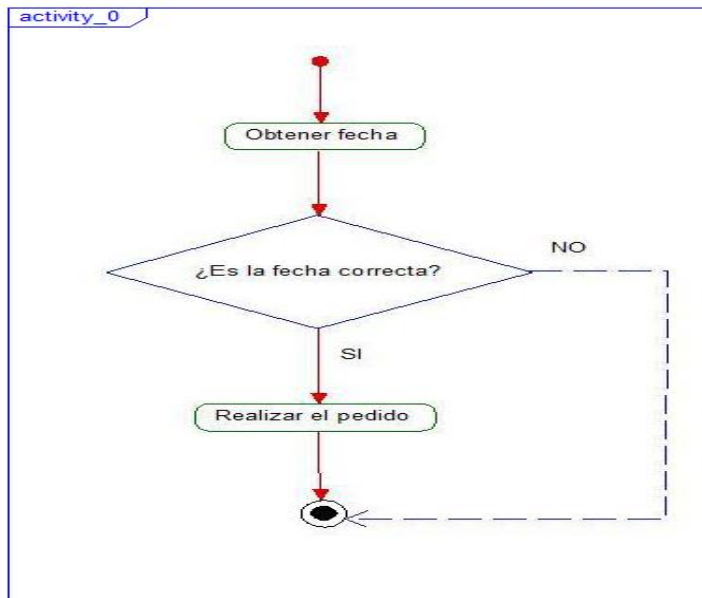 activity_0
Obtener fecha
¿Es la fecha correcta?
NO
SI
Realizar el pedido